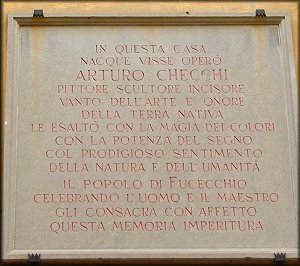 IN QUESTA CASA
NACQUE VISSE OPERÒ
ARTURO CHECCHI
PITTORE SCULTORE INCISORE
VANTO DELL'ARTE E ONORE
DELLA TERRA NATIVA
LE ESALTÒ CON LA MAGIA DEI COLORI
CON LA POTENZA DEL SEGNO
COL PRODIGIOSO SENTIMENTO
DELLA NATURA E DELL'UMANITÀ
IL POPOLO DI FUCECCHIO
CELEBRANDO L'UOMO E IL MAESTRO
GLI CONSACRA CON AFFETTO
QUESTA MEMORIA IMPERITURA